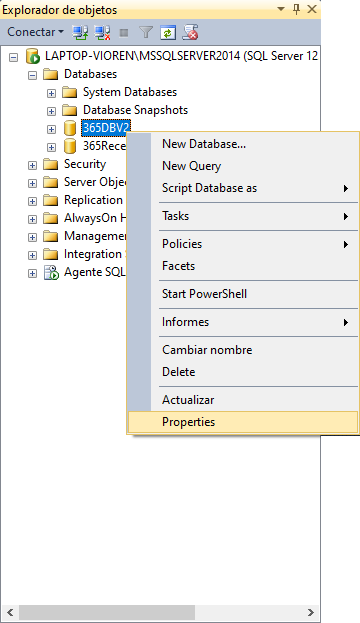 Explorador de objetos
Conectar
LAPTOP-VIOREN\MSSQLSERVER2014 (SQL Server 12
Databases
System Databases
Database Snapshots
365DBV2
365Rece
Security
Server Obje
Replication
AlwaysOn H
Managemen
Integration
Agente SQL
New Database...
New Query
Script Database as
Tasks
Policies
Facets
Start PowerShell
Informes
Cambiar nombre
Delete
Actualizar
Properties